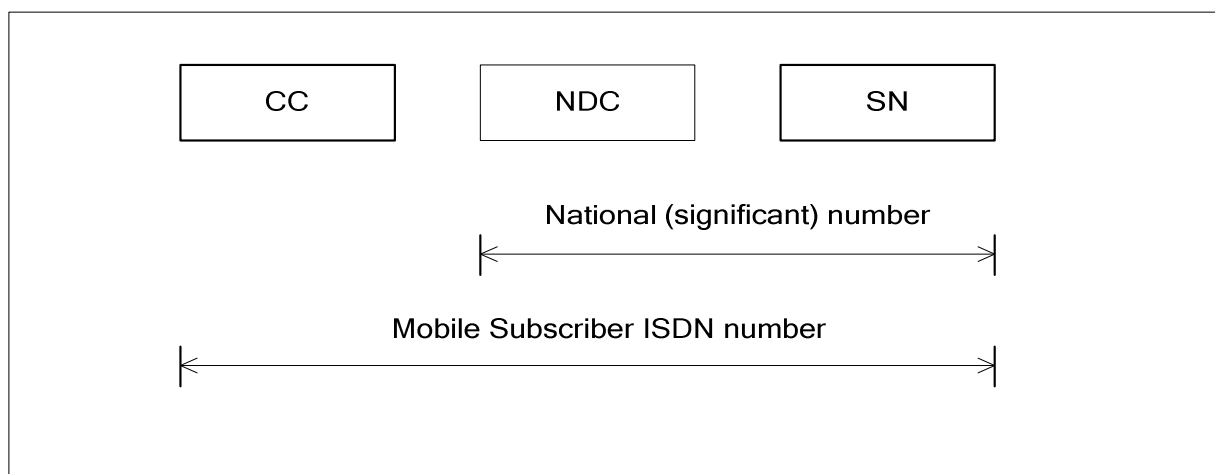 CC NDC SN
National (significant) number
Mobile Subscriber ISDN number